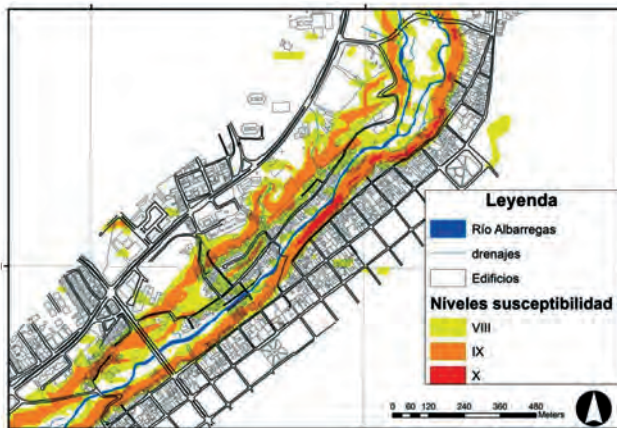 Leyenda
Río Albarregas
drenajes
Edificios
Niveles susceptibilidad
VIII
IX
X
0 60 120 240 360 480
Meters